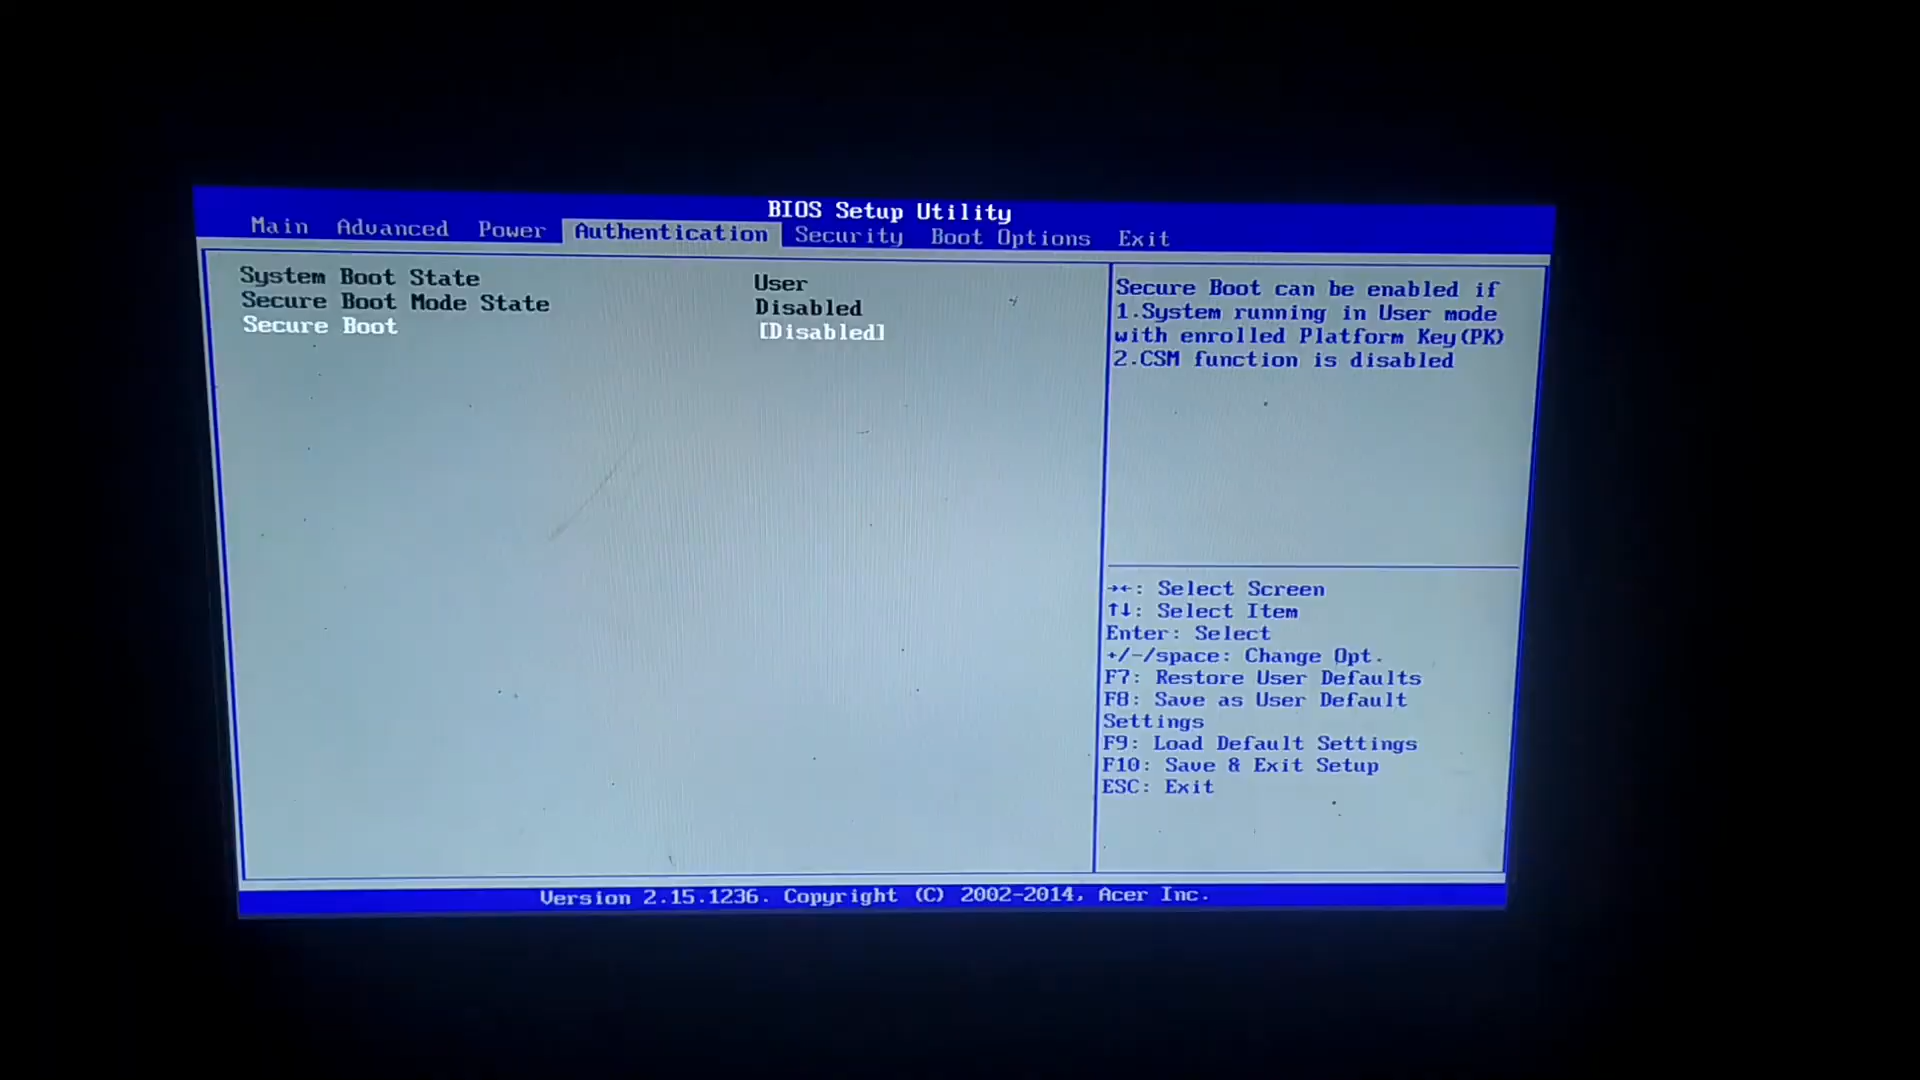 BIOS Setup Utility
Main Advanced Power Authentication Security Boot Options Exit
System Boot State User
Secure Boot Mode State Disabled
Secure Boot [Disabled]
Secure Boot can be enabled if
1.System running in User mode
with enrolled Platform Key(PK)
2.CSM function is disabled
→←: Select Screen
↑↓: Select Item
Enter: Select
+/-/space: Change Opt.
F7: Restore User Defaults
F8: Save as User Default
Settings
F9: Load Default Settings
F10: Save & Exit Setup
ESC: Exit
Version 2.15.1236. Copyright (C) 2002-2014, Acer Inc.